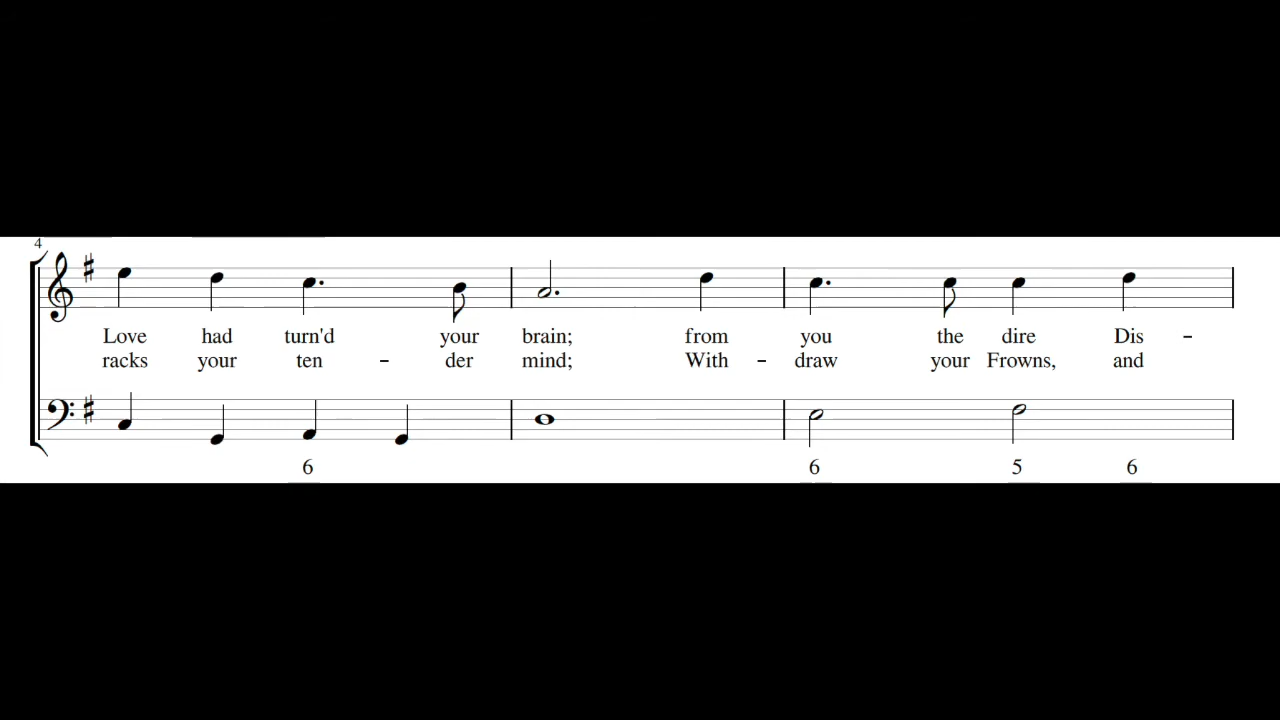 4
Love had turn'd your brain; from you the dire Dis -
racks your ten - der mind; With - draw your Frowns, and
6 6 5 6